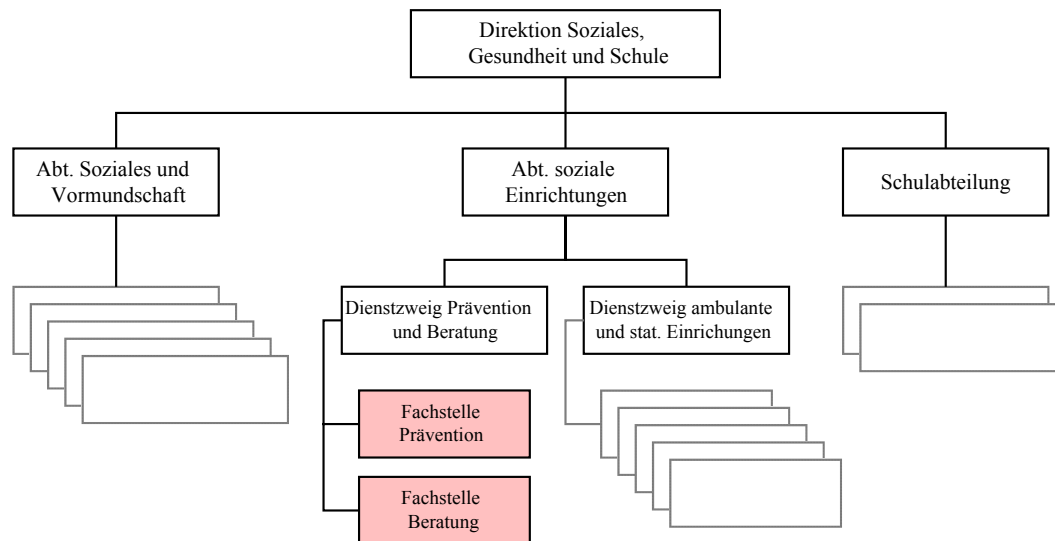 Direktion Soziales,
Gesundheit und Schule
Abt. Soziales und
Vormundschaft
Abt. soziale
Einrichtungen
Schulabteilung
Dienstzweig Prävention
und Beratung
Dienstzweig ambulante
und stat. Einrichungen
Fachstelle
Prävention
Fachstelle
Beratung